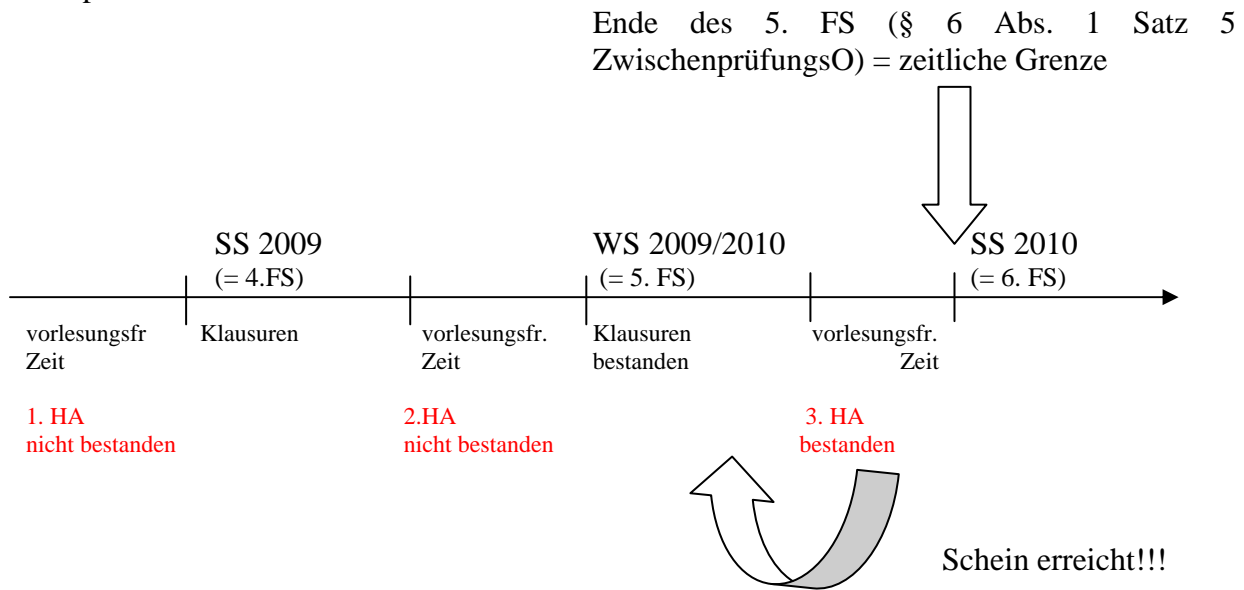 Ende des 5. FS (§ 6 Abs. 1 Satz 5
ZwischenprüfungsO) = zeitliche Grenze
SS 2009
(= 4.FS)
WS 2009/2010
(= 5. FS)
SS 2010
(= 6. FS)
vorlesungsfr
Zeit
Klausuren
vorlesungsfr.
Zeit
Klausuren
bestanden
vorlesungsfr.
Zeit
1. HA
nicht bestanden
2.HA
nicht bestanden
3. HA
bestanden
Schein erreicht!!!